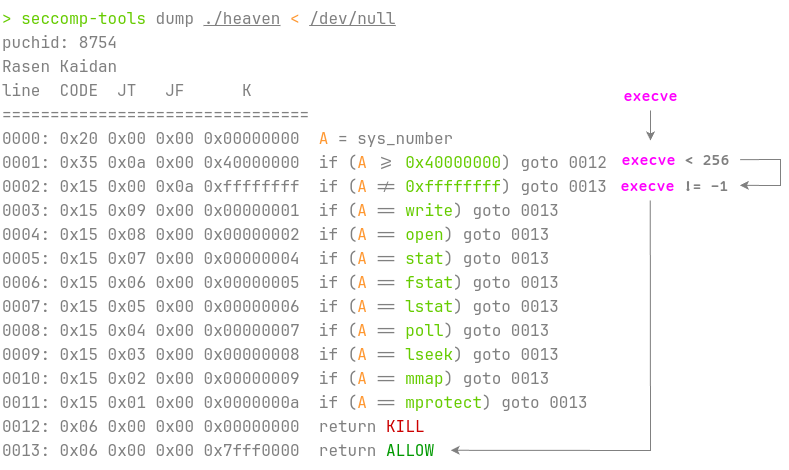 > seccomp-tools dump ./heaven < /dev/null
puchid: 8754
Rasen Kaidan
line  CODE  JT   JF      K
=================================
0000: 0x20 0x00 0x00 0x00000000  A = sys_number
0001: 0x35 0x0a 0x00 0x40000000  if (A ≥ 0x40000000) goto 0012
0002: 0x15 0x00 0x0a 0xffffffff  if (A ≠ 0xffffffff) goto 0013
0003: 0x15 0x09 0x00 0x00000001  if (A == write) goto 0013
0004: 0x15 0x08 0x00 0x00000002  if (A == open) goto 0013
0005: 0x15 0x07 0x00 0x00000004  if (A == stat) goto 0013
0006: 0x15 0x06 0x00 0x00000005  if (A == fstat) goto 0013
0007: 0x15 0x05 0x00 0x00000006  if (A == lstat) goto 0013
0008: 0x15 0x04 0x00 0x00000007  if (A == poll) goto 0013
0009: 0x15 0x03 0x00 0x00000008  if (A == lseek) goto 0013
0010: 0x15 0x02 0x00 0x00000009  if (A == mmap) goto 0013
0011: 0x15 0x01 0x00 0x0000000a  if (A == mprotect) goto 0013
0012: 0x06 0x00 0x00 0x00000000  return KILL
0013: 0x06 0x00 0x00 0x7fff0000  return ALLOW
execve
execve < 256
execve != -1